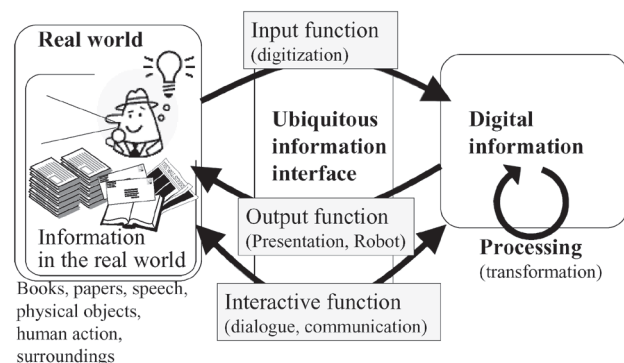 Real world
Information
in the real world
Books, papers, speech,
physical objects,
human action,
surroundings
Input function
(digitization)
Ubiquitous
information
interface
Output function
(Presentation, Robot)
Interactive function
(dialogue, communication)
Digital
information
Processing
(transformation)